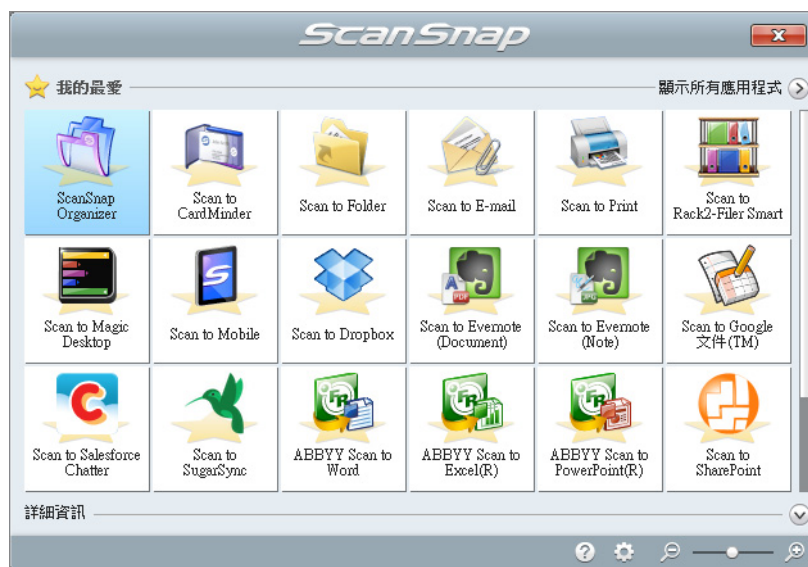 ScanSnap
我的最愛
顯示所有應用程式
ScanSnap
Organizer
Scan to
CardMinder
Scan to Folder
Scan to E-mail
Scan to Print
Scan to
Rack2-Filer Smart
Scan to Magic
Desktop
Scan to Mobile
Scan to Dropbox
Scan to Evernote
(Document)
Scan to Evernote
(Note)
Scan to Google
文件(TM)
Scan to Salesforce
Chatter
Scan to
SugarSync
ABBYY Scan to
Word
ABBYY Scan to
Excel(R)
ABBYY Scan to
PowerPoint(R)
Scan to
SharePoint
詳細資訊